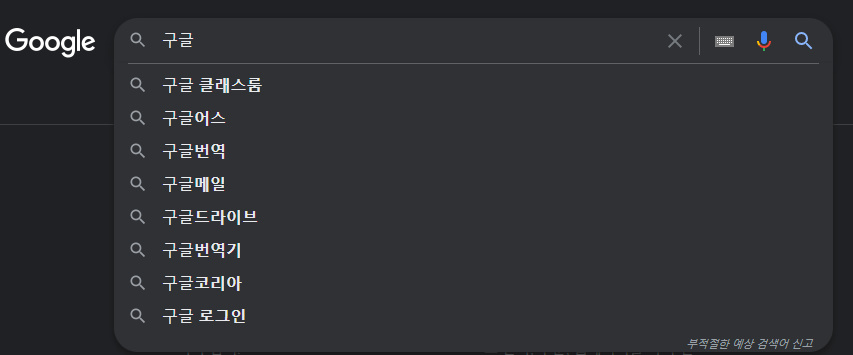 Google
구글
구글 클래스룸
구글어스
구글번역
구글메일
구글드라이브
구글번역기
구글코리아
구글 로그인
부적절한 예상 검색어 신고